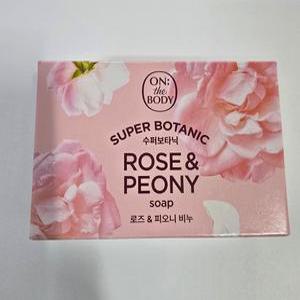 ON:
the
BODY
SUPER BOTANIC
수퍼보타닉
ROSE &
PEONY
soap
로즈 & 피오니 비누